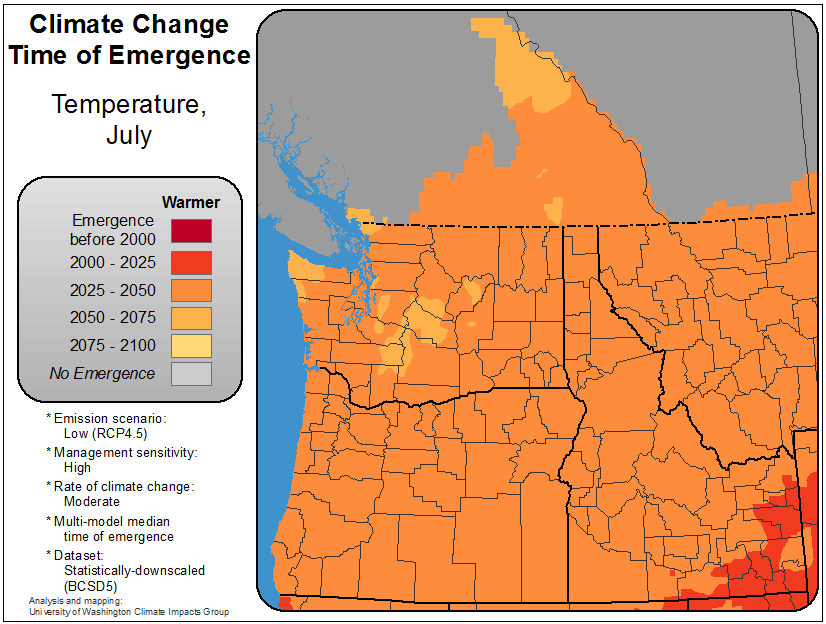 Climate Change
Time of Emergence
Temperature,
July
Warmer
Emergence
before 2000
2000 - 2025
2025 - 2050
2050 - 2075
2075 - 2100
No Emergence
* Emission scenario:
Low (RCP4.5)
* Management sensitivity:
High
* Rate of climate change:
Moderate
* Multi-model median
time of emergence
* Dataset:
Statistically-downscaled
(BCSD5)
Analysis and mapping:
University of Washington Climate Impacts Group